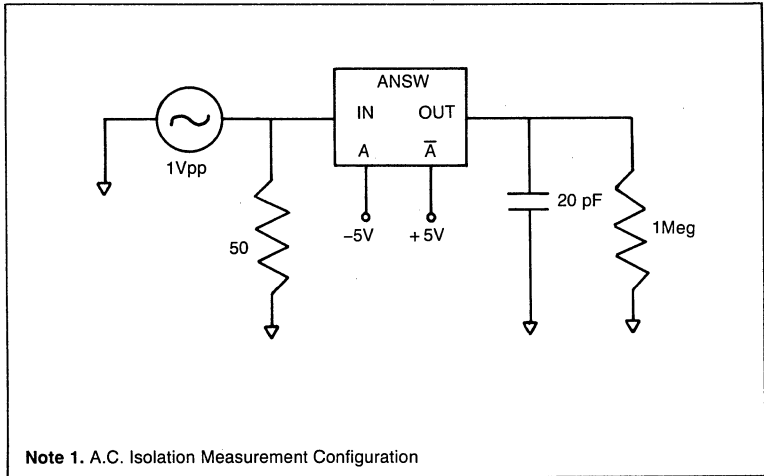 ANSW
IN OUT
A A̅
1Vpp
-5V +5V
50
20 pF
1Meg
Note 1. A.C. Isolation Measurement Configuration